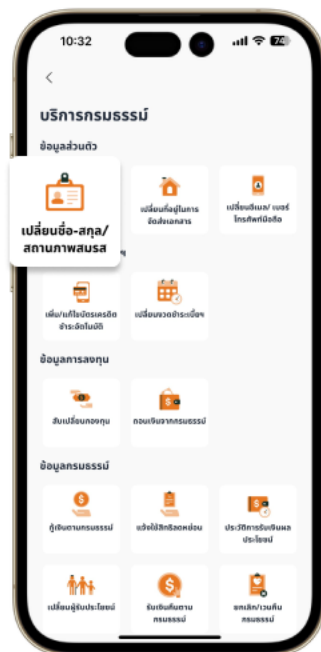 10:32
74
บริการกรมธรรม์
ข้อมูลส่วนตัว
เปลี่ยนชื่อ-สกุล/
สถานภาพสมรส
เปลี่ยนที่อยู่ในการ
จัดส่งเอกสาร
เปลี่ยนอีเมล/ เบอร์
โทรศัพท์มือถือ
ฯ
เพิ่ม/แก้ไขบัตรเครดิต
ชำระอัตโนมัติ
เปลี่ยนงวดชำระเบี้ยฯ
ข้อมูลการลงทุน
สับเปลี่ยนกองทุน
ถอนเงินจากกรมธรรม์
ข้อมูลกรมธรรม์
กู้เงินตามกรมธรรม์
แจ้งใช้สิทธิลดหย่อน
ประวัติการรับเงินผล
ประโยชน์
เปลี่ยนผู้รับประโยชน์
รับเงินคืนตาม
กรมธรรม์
ยกเลิก/เวนคืน
กรมธรรม์